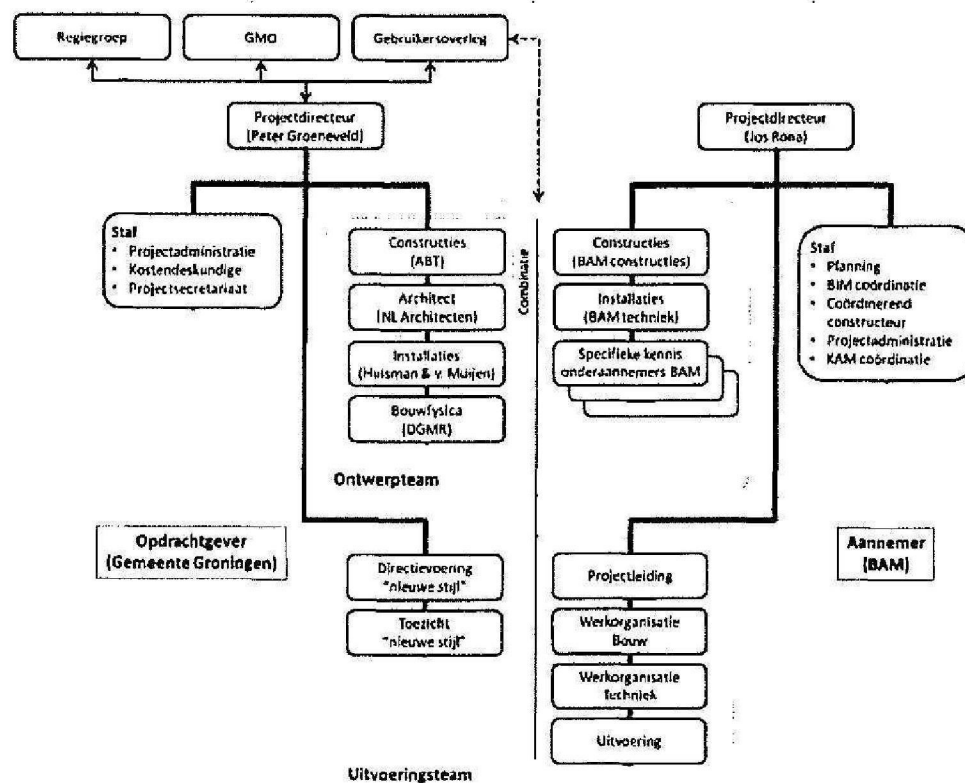 Regiegroep
GMO
Gebruikersoverleg
Projectdirecteur
(Peter Groeneveld)
Projectdirecteur
(Jos Rona)
Staf
• Projectadministratie
• Kostendeskundige
• Projectsecretariaat
Constructies
(ABT)
Architect
(NL Architecten)
Installaties
(Huisman & v. Muijen)
Bouwfysica
(DGMR)
Ontwerpteam
Combinatie
Constructies
(BAM constructies)
Installaties
(BAM techniek)
Specifieke kennis
onderaannemers BAM
Staf
• Planning
• BIM coördinatie
• Coördinerend
constructeur
• Projectadministratie
• KAM coördinatie
Opdrachtgever
(Gemeente Groningen)
Directievoering
"nieuwe stijl"
Toezicht
"nieuwe stijl"
Projectleiding
Werkorganisatie
Bouw
Werkorganisatie
Techniek
Uitvoering
Aannemer
(BAM)
Uitvoeringsteam